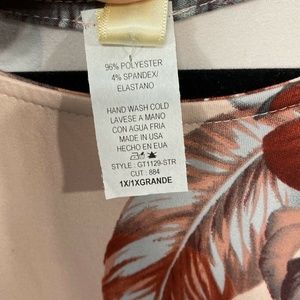 96% POLYESTER
4% SPANDEX/
ELASTANO
HAND WASH COLD
LAVESE A MANO
CON AGUA FRIA
MADE IN USA
HECHO EN EUA
STYLE : GT1129-STR
CUT : 884
1X/1XGRANDE